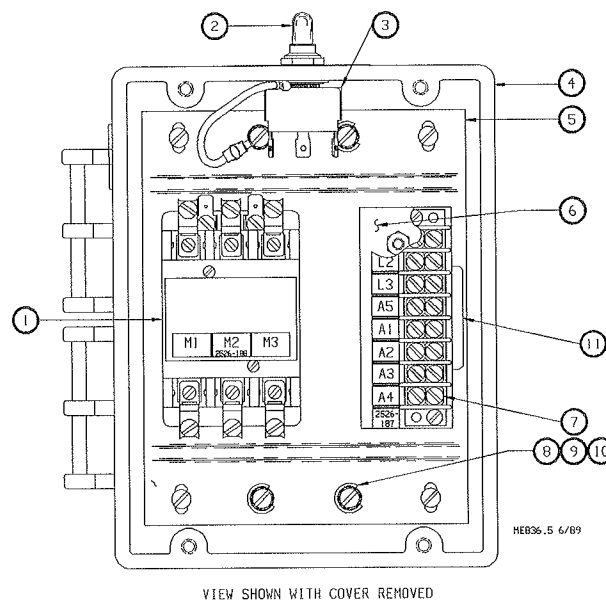 2
3
4
5
6
L2
L3
A5
1
M1 M2 M3
2526-188
A1
11
A2
A3
A4
7
2526-
187
8 9 10
MEB36.5 6/89
VIEW SHOWN WITH COVER REMOVED